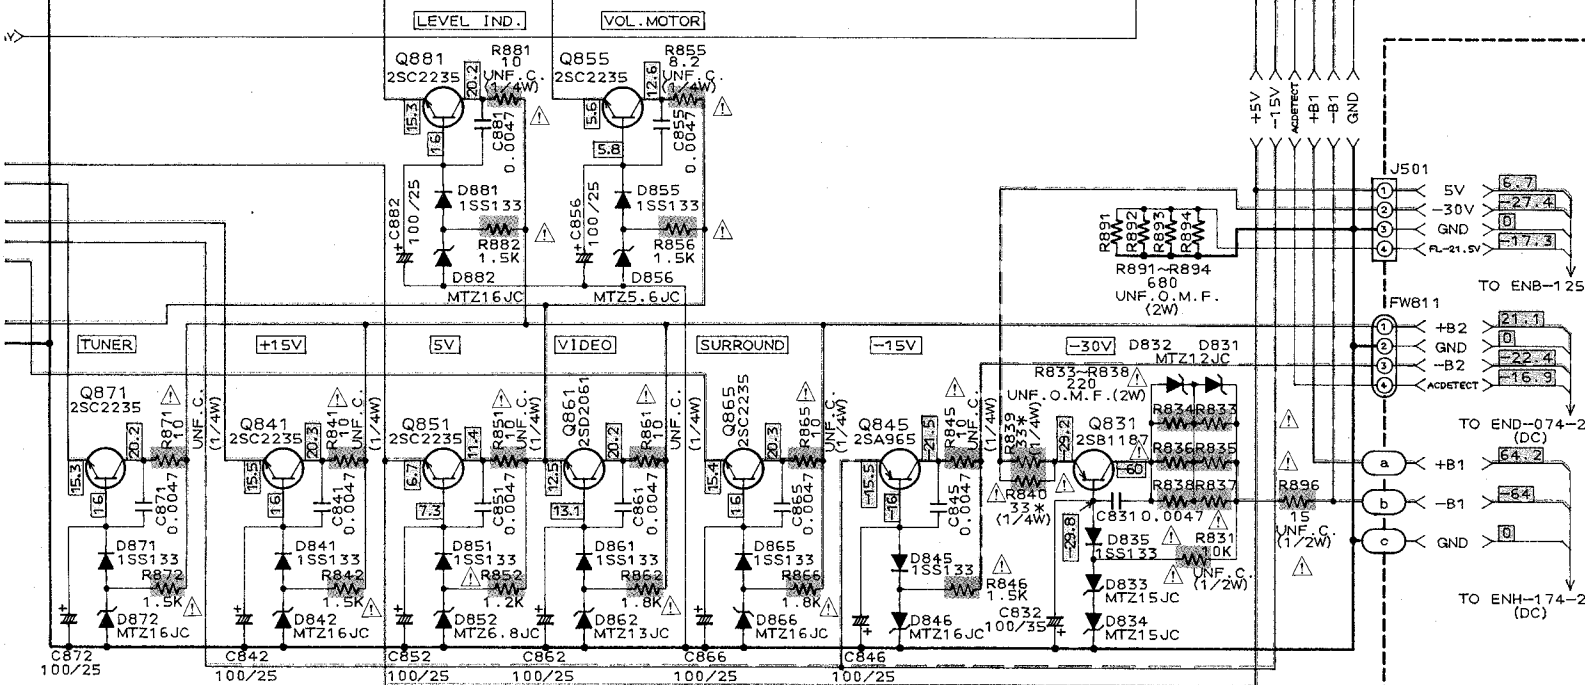 LEVEL IND.
VOL.MOTOR
Q881
2SC2235
20.2
R881
10
UNF.C.
(1/4W)
15.3
16
C881
0.0047
D881
1SS133
C882
100/25
R882
1.5K
D882
MTZ16JC
Q855
2SC2235
12.6
R855
8.2
UNF.C.
(1/4W)
5.6
5.8
C855
0.0047
D855
1SS133
C856
100/25
R856
1.5K
D856
MTZ5.6JC
+5V
-15V
ACDETECT
+B1
-B1
GND
J501
1 5V 6.7
2 -30V -27.4
3 GND 0
4 FL-21.5V -17.3
TO ENB-125
R891
R892
R893
R894
R891~R894
680
UNF.O.M.F.
(2W)
FW811
1 +B2 21.1
2 GND 0
3 -B2 -22.4
4 ACDETECT -16.9
TO END-074-2
(DC)
a +B1 64.2
b -B1 -64
c GND 0
TO ENH-174-2
(DC)
TUNER
Q871
2SC2235
20.2
R871
10
UNF.C.
(1/4W)
15.3
16
C871
0.0047
D871
1SS133
R872
1.5K
D872
MTZ16JC
C872
100/25
+15V
Q841
2SC2235
20.3
R841
10
(1/4W)
15.5
16
C841
0.0047
D841
1SS133
R842
1.5K
D842
MTZ16JC
C842
100/25
5V
Q851
2SC2235
11.4
R851
10
UNF.C.
(1/4W)
6.7
7.3
C851
0.0047
D851
1SS133
R852
1.2K
D852
MTZ6.8JC
C852
100/25
VIDEO
Q861
2SD2061
20.2
R861
10
(1/4W)
12.5
13.1
C861
0.0047
D861
1SS133
R862
1.8K
D862
MTZ13JC
C862
100/25
SURROUND
Q865
2SC2235
20.3
R865
10
UNF.C.
(1/4W)
15.4
16
C865
0.0047
D865
1SS133
R866
1.8K
D866
MTZ16JC
C866
100/25
-15V
Q845
2SA965
-21.5
R845
10
UNF.C.
(1/4W)
-15.5
-16
C845
0.0047
D845
1SS133
R846
1.5K
D846
MTZ16JC
C846
100/25
-30V
D832
D831
MTZ12JC
R833~R838
220
UNF.O.M.F.(2W)
R839
33*
(1/4W)
-29.2
Q831
2SB1187
-60
R834
R833
R836
R835
R838
R837
R840
33*
(1/4W)
C831
0.0047
-29.8
D835
1SS133
R831
UNF.C.
(1/2W)
R896
15
UNF.C.
(1/2W)
D833
MTZ15JC
C832
100/35
D834
MTZ15JC